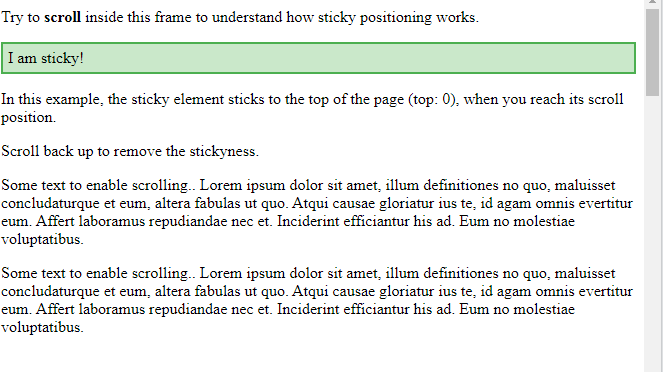 Try to scroll inside this frame to understand how sticky positioning works.
I am sticky!
In this example, the sticky element sticks to the top of the page (top: 0), when you reach its scroll
position.
Scroll back up to remove the stickyness.
Some text to enable scrolling.. Lorem ipsum dolor sit amet, illum definitiones no quo, maluisset
concludaturque et eum, altera fabulas ut quo. Atqui causae gloriatur ius te, id agam omnis evertitur
eum. Affert laboramus repudiandae nec et. Inciderint efficiantur his ad. Eum no molestiae
voluptatibus.
Some text to enable scrolling.. Lorem ipsum dolor sit amet, illum definitiones no quo, maluisset
concludaturque et eum, altera fabulas ut quo. Atqui causae gloriatur ius te, id agam omnis evertitur
eum. Affert laboramus repudiandae nec et. Inciderint efficiantur his ad. Eum no molestiae
voluptatibus.